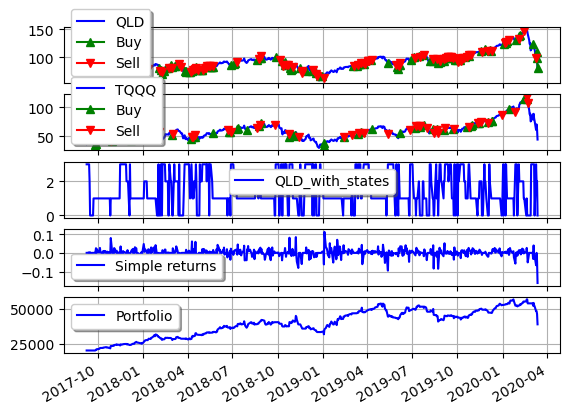 150
100
QLD
Buy
Sell
100
50
TQQQ
Buy
Sell
2
0
QLD_with_states
0.1
0.0
−0.1
Simple returns
50000
25000
Portfolio
2017-10
2018-01
2018-04
2018-07
2018-10
2019-01
2019-04
2019-07
2019-10
2020-01
2020-04